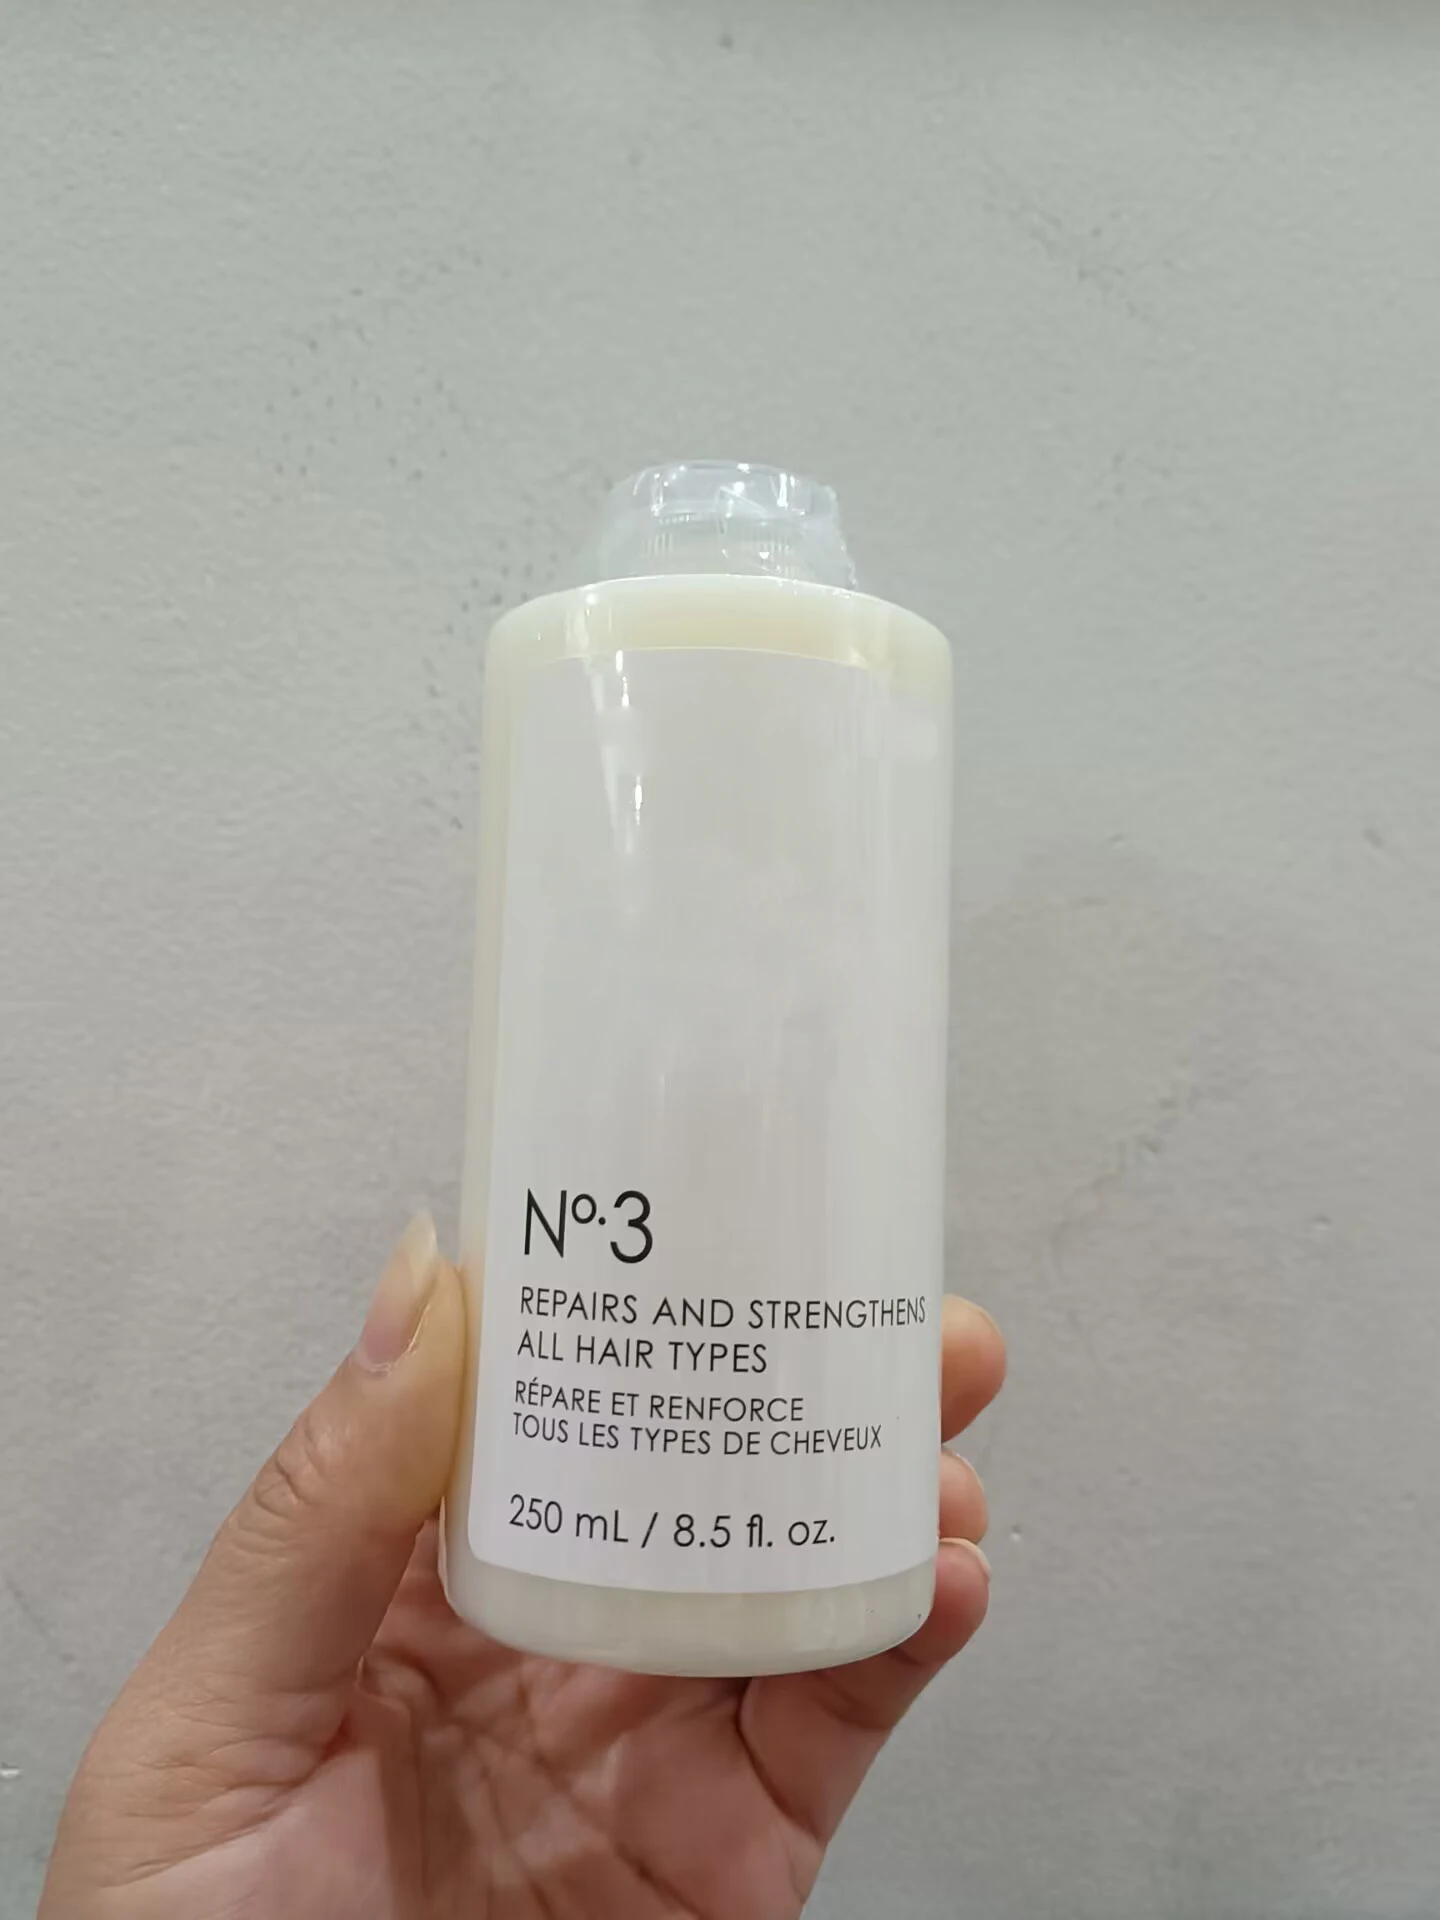 Nº.3
REPAIRS AND STRENGTHENS
ALL HAIR TYPES
RÉPARE ET RENFORCE
TOUS LES TYPES DE CHEVEUX
250 mL / 8.5 fl. oz.